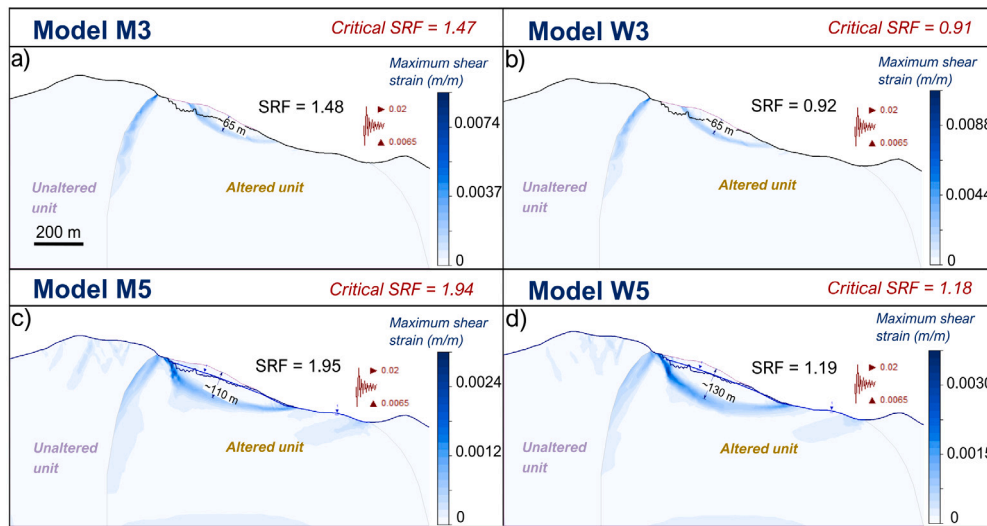 Model M3
Critical SRF = 1.47
a)
Maximum shear
strain (m/m)
SRF = 1.48
0.02
0.0065
~65 m
0.0074
0.0037
0
Unaltered
unit
Altered unit
200 m
Model W3
Critical SRF = 0.91
b)
Maximum shear
strain (m/m)
SRF = 0.92
0.02
0.0065
~65 m
0.0088
0.0044
0
Unaltered
unit
Altered unit
Model M5
Critical SRF = 1.94
c)
Maximum shear
strain (m/m)
SRF = 1.95
0.02
0.0065
~110 m
0.0024
0.0012
0
Unaltered
unit
Altered unit
Model W5
Critical SRF = 1.18
d)
Maximum shear
strain (m/m)
SRF = 1.19
0.02
0.0065
~130 m
0.0030
0.0015
0
Unaltered
unit
Altered unit